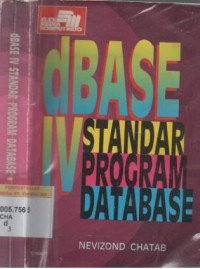 dBASE IV STANDAR PROGRAM DATABASE
005.756
CHA
d
dBASE
IV
STANDAR
PROGRAM
DATABASE
NEVIZOND CHATAB